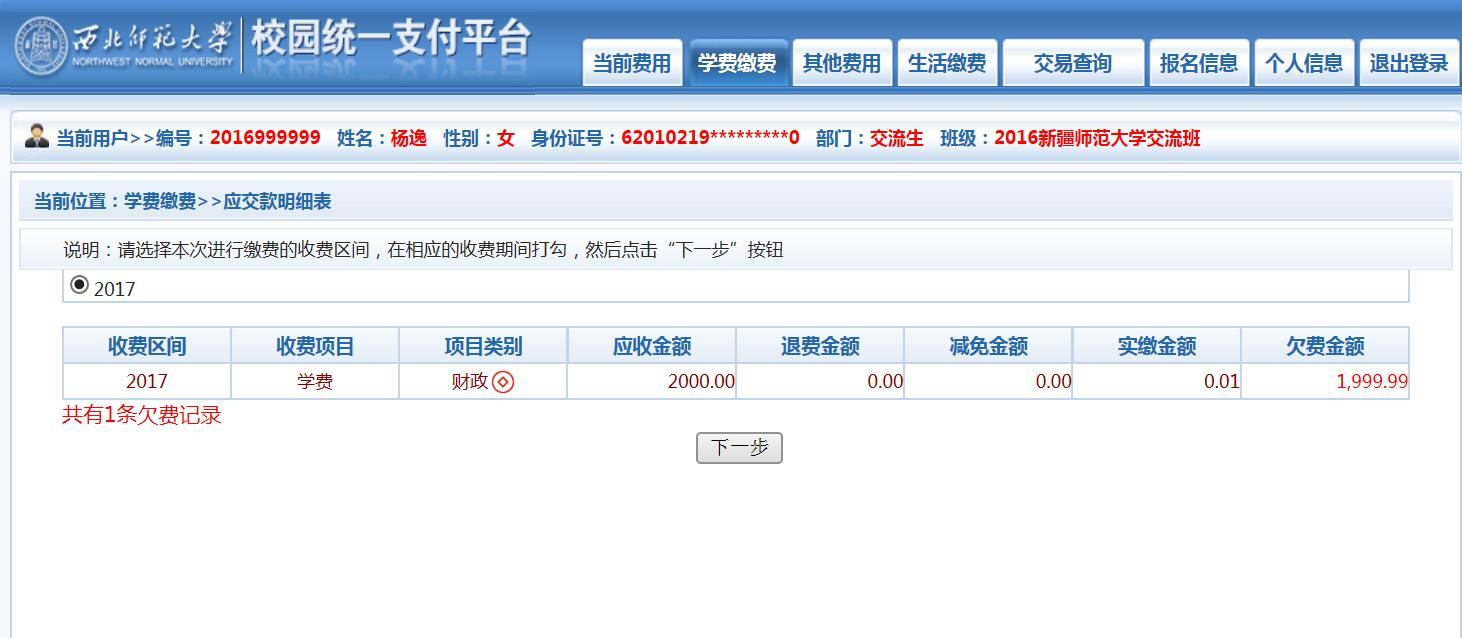 西北师范大学 校园统一支付平台
NORTHWEST NORMAL UNIVERSITY
当前费用 学费缴费 其他费用 生活缴费 交易查询 报名信息 个人信息 退出登录
当前用户>>编号：2016999999 姓名：杨逸 性别：女 身份证号：62010219*********0 部门：交流生 班级：2016新疆师范大学交流班
当前位置：学费缴费>>应交款明细表
说明：请选择本次进行缴费的收费区间，在相应的收费期间打勾，然后点击“下一步”按钮
2017
收费区间 收费项目 项目类别 应收金额 退费金额 减免金额 实缴金额 欠费金额
2017 学费 财政 2000.00 0.00 0.00 0.01 1,999.99
共有1条欠费记录
下一步